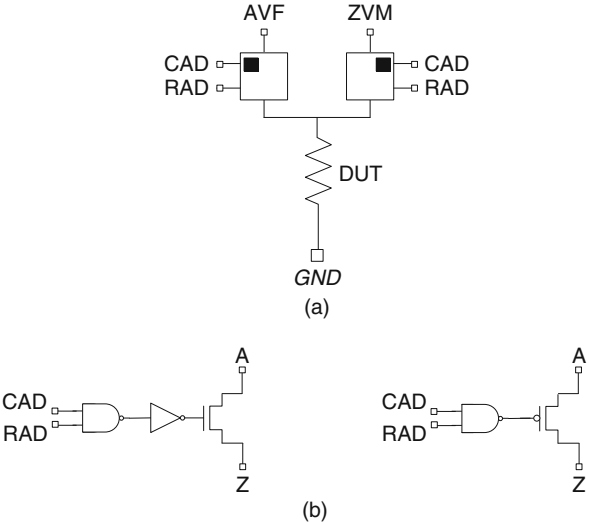 AVF ZVM
CAD CAD
RAD RAD
DUT
GND
(a)
A A
CAD CAD
RAD RAD
Z Z
(b)